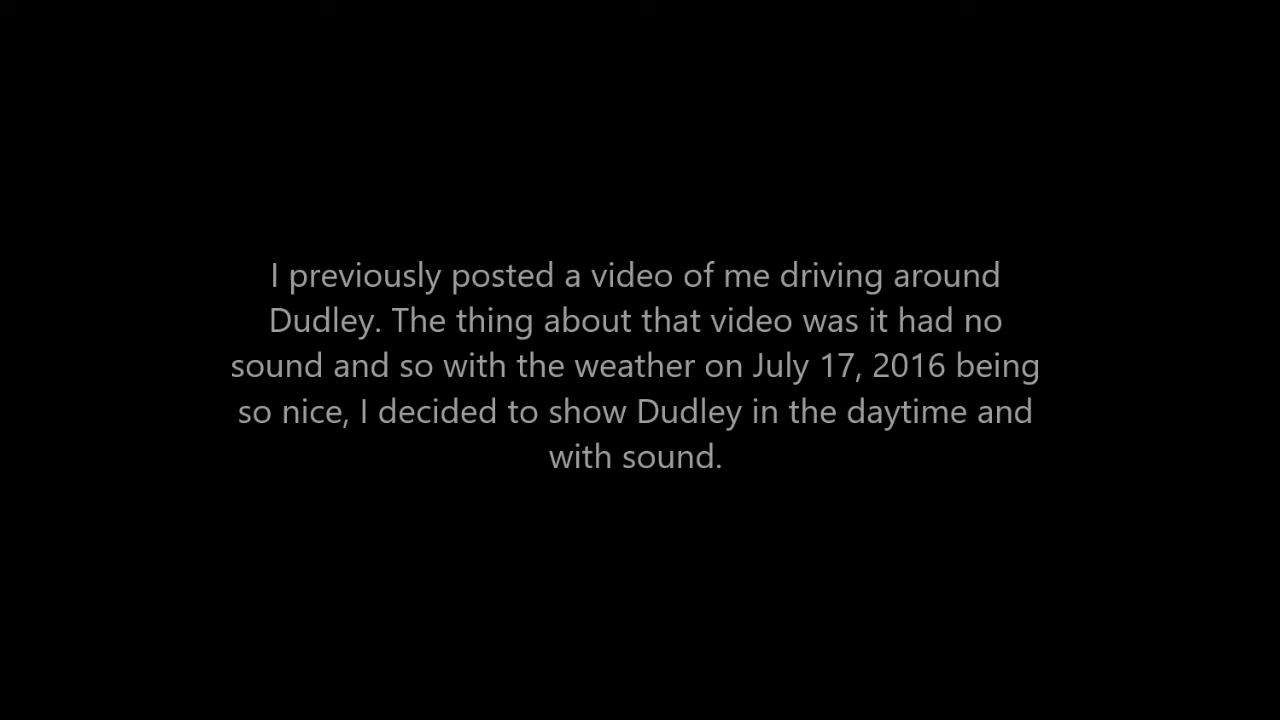 I previously posted a video of me driving around
Dudley. The thing about that video was it had no
sound and so with the weather on July 17, 2016 being
so nice, I decided to show Dudley in the daytime and
with sound.